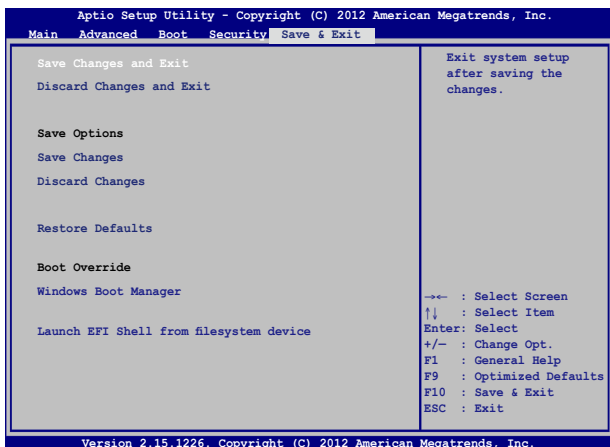 Aptio Setup Utility - Copyright (C) 2012 American Megatrends, Inc.
Main Advanced Boot Security Save & Exit
Save Changes and Exit
Discard Changes and Exit
Save Options
Save Changes
Discard Changes
Restore Defaults
Boot Override
Windows Boot Manager
Launch EFI Shell from filesystem device
Exit system setup
after saving the
changes.
→← : Select Screen
↑↓ : Select Item
Enter: Select
+/— : Change Opt.
F1 : General Help
F9 : Optimized Defaults
F10 : Save & Exit
ESC : Exit
Version 2.15.1226. Copyright (C) 2012 American Megatrends, Inc.